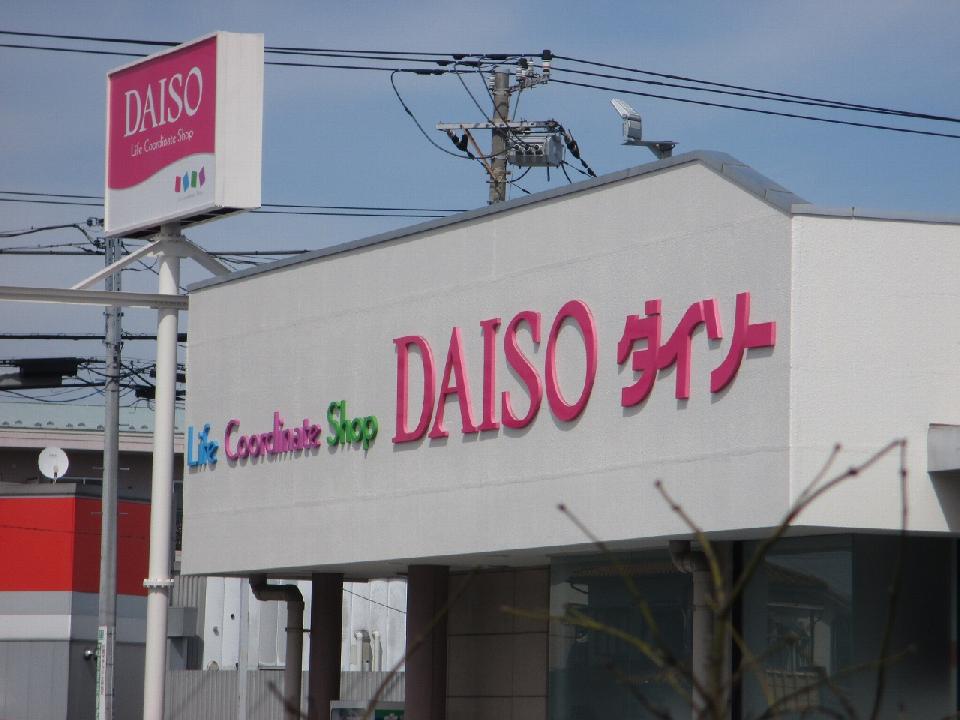 DAISO
Life Coordinate Shop
Life Coordinate Shop DAISO ダイソー